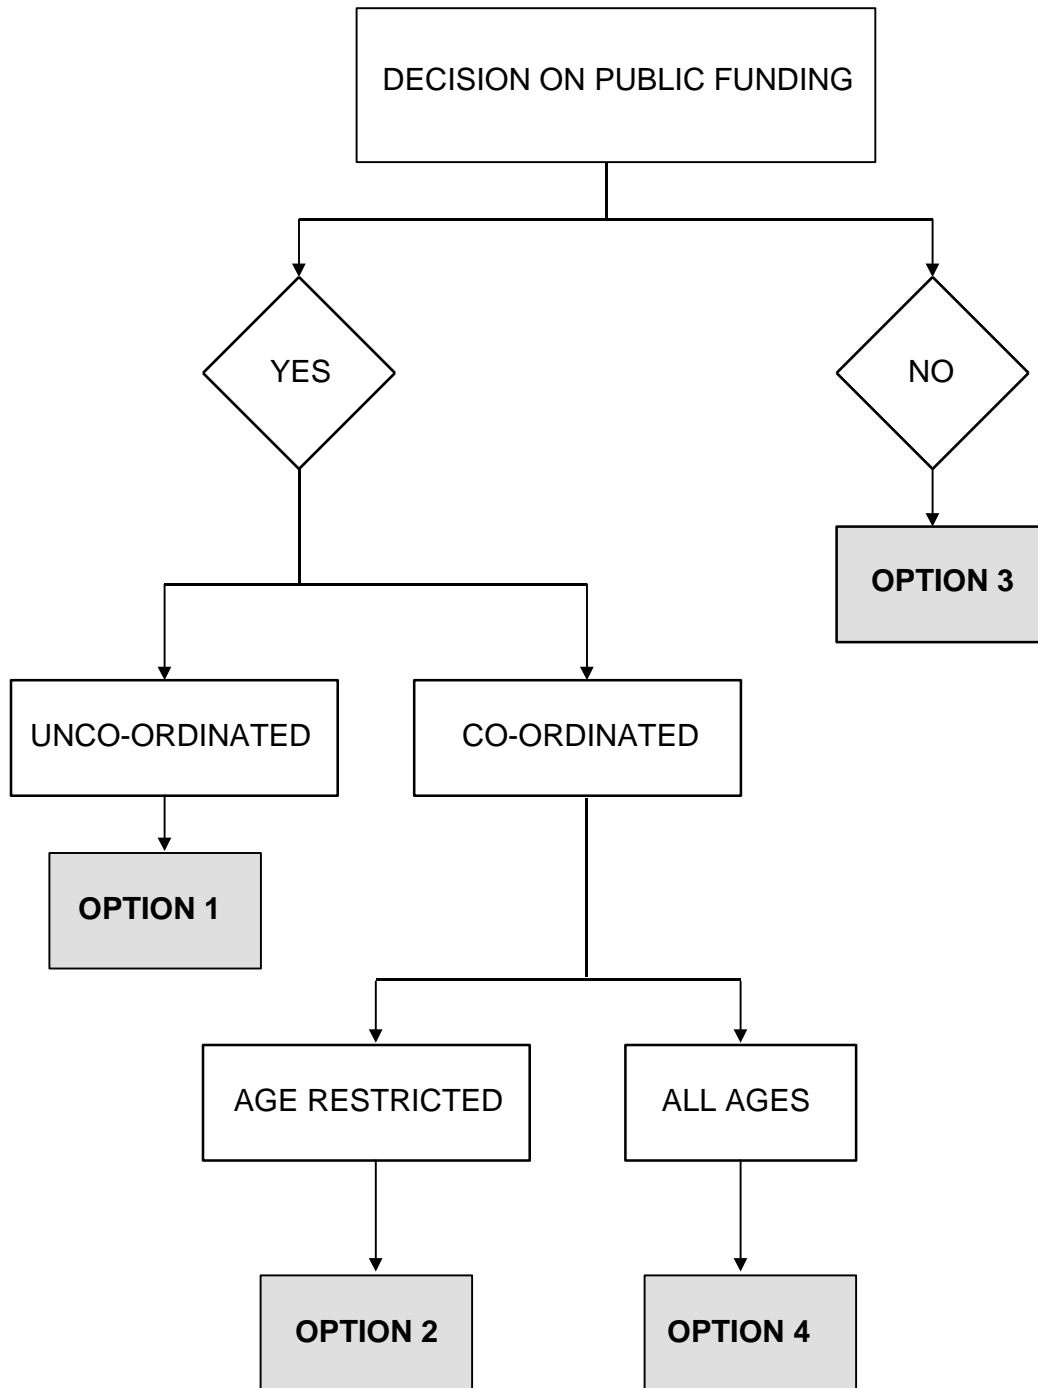 DECISION ON PUBLIC FUNDING
YES
NO
OPTION 3
UNCO-ORDINATED
CO-ORDINATED
OPTION 1
AGE RESTRICTED
ALL AGES
OPTION 2
OPTION 4